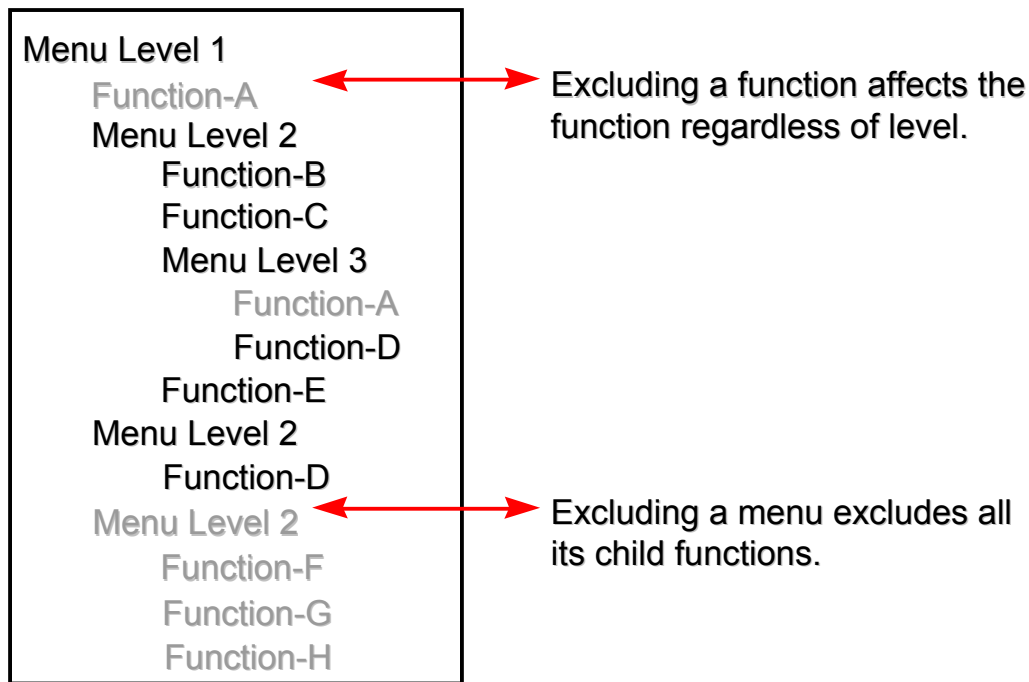 Menu Level 1
Function-A
Menu Level 2
Function-B
Function-C
Menu Level 3
Function-A
Function-D
Function-E
Menu Level 2
Function-D
Menu Level 2
Function-F
Function-G
Function-H
Excluding a function affects the
function regardless of level.
Excluding a menu excludes all
its child functions.